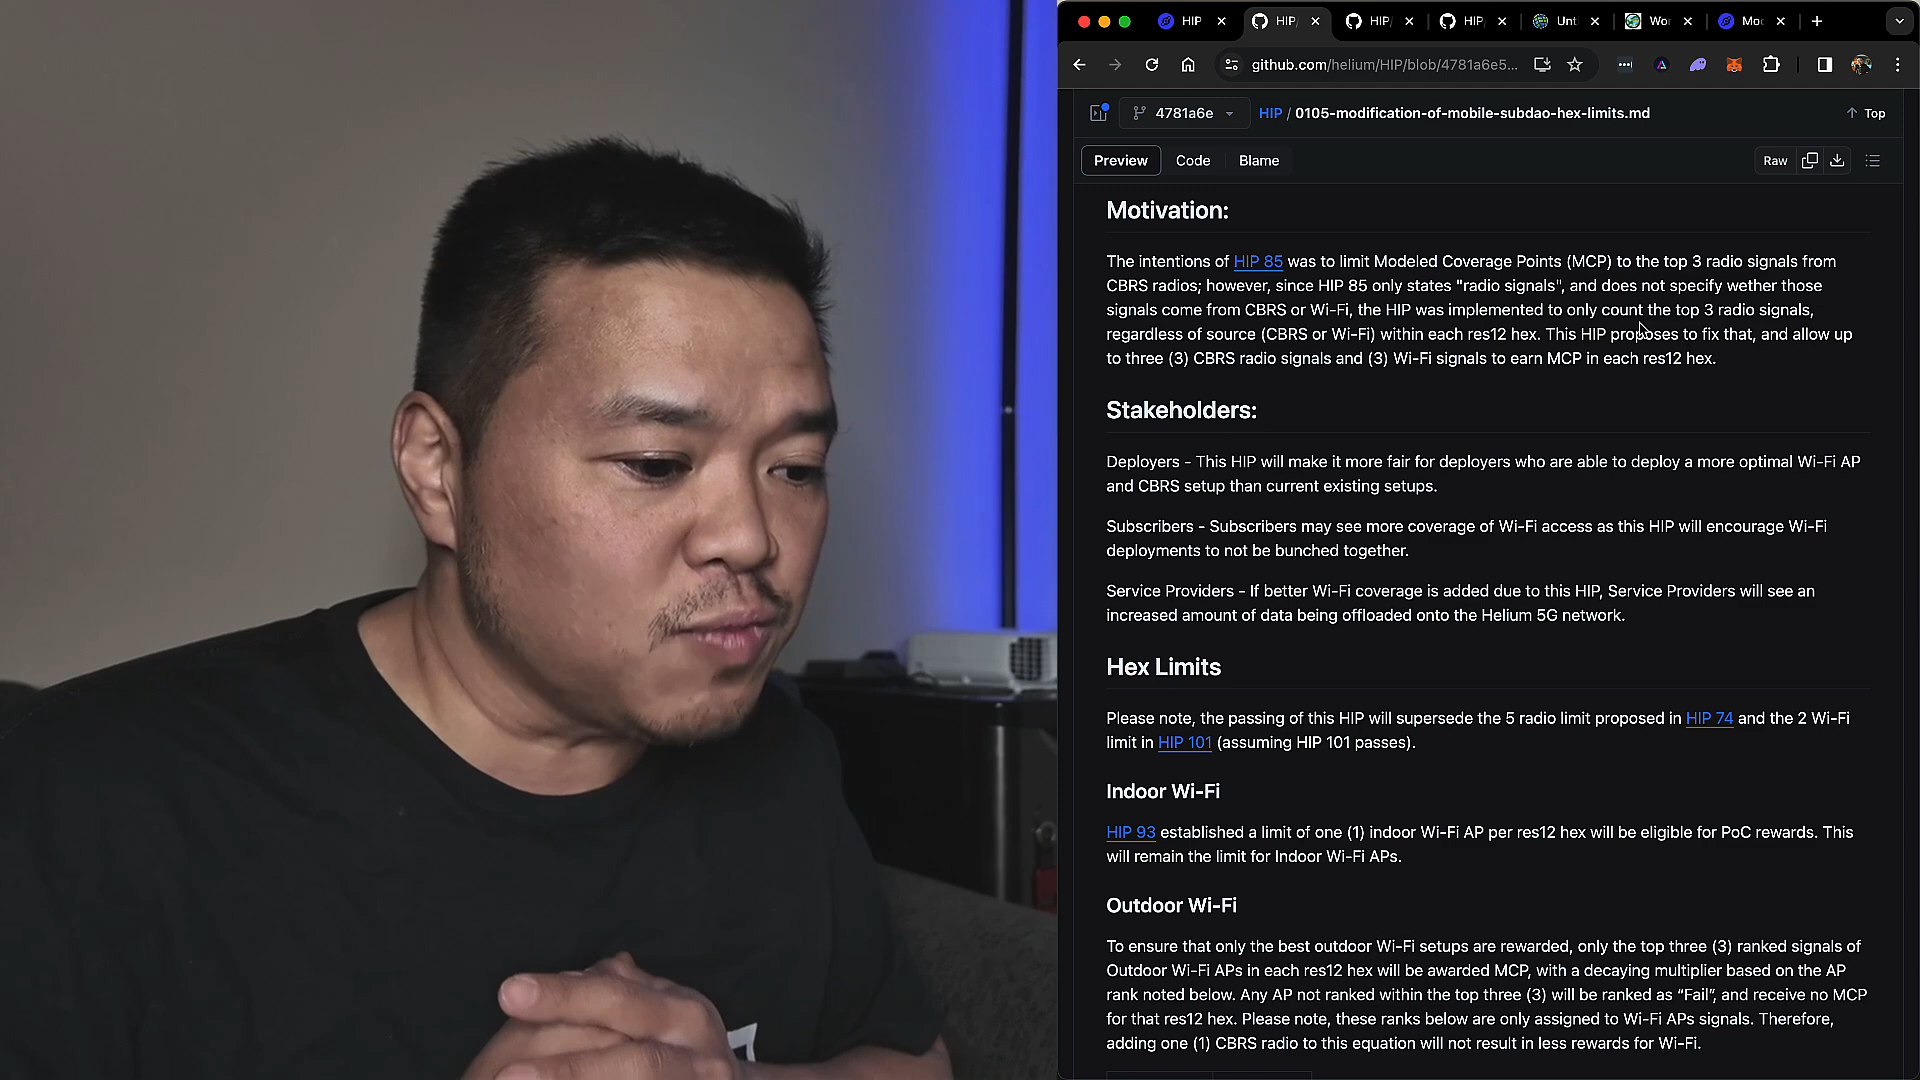 HIP
HIP/
HIP/
HIP/
Unti
Wor
Mod
github.com/helium/HIP/blob/4781a6e5...
4781a6e
HIP / 0105-modification-of-mobile-subdao-hex-limits.md
Top
Preview
Code
Blame
Raw
Motivation:
The intentions of HIP 85 was to limit Modeled Coverage Points (MCP) to the top 3 radio signals from
CBRS radios; however, since HIP 85 only states "radio signals", and does not specify wether those
signals come from CBRS or Wi-Fi, the HIP was implemented to only count the top 3 radio signals,
regardless of source (CBRS or Wi-Fi) within each res12 hex. This HIP proposes to fix that, and allow up
to three (3) CBRS radio signals and (3) Wi-Fi signals to earn MCP in each res12 hex.
Stakeholders:
Deployers - This HIP will make it more fair for deployers who are able to deploy a more optimal Wi-Fi AP
and CBRS setup than current existing setups.
Subscribers - Subscribers may see more coverage of Wi-Fi access as this HIP will encourage Wi-Fi
deployments to not be bunched together.
Service Providers - If better Wi-Fi coverage is added due to this HIP, Service Providers will see an
increased amount of data being offloaded onto the Helium 5G network.
Hex Limits
Please note, the passing of this HIP will supersede the 5 radio limit proposed in HIP 74 and the 2 Wi-Fi
limit in HIP 101 (assuming HIP 101 passes).
Indoor Wi-Fi
HIP 93 established a limit of one (1) indoor Wi-Fi AP per res12 hex will be eligible for PoC rewards. This
will remain the limit for Indoor Wi-Fi APs.
Outdoor Wi-Fi
To ensure that only the best outdoor Wi-Fi setups are rewarded, only the top three (3) ranked signals of
Outdoor Wi-Fi APs in each res12 hex will be awarded MCP, with a decaying multiplier based on the AP
rank noted below. Any AP not ranked within the top three (3) will be ranked as “Fail”, and receive no MCP
for that res12 hex. Please note, these ranks below are only assigned to Wi-Fi APs signals. Therefore,
adding one (1) CBRS radio to this equation will not result in less rewards for Wi-Fi.